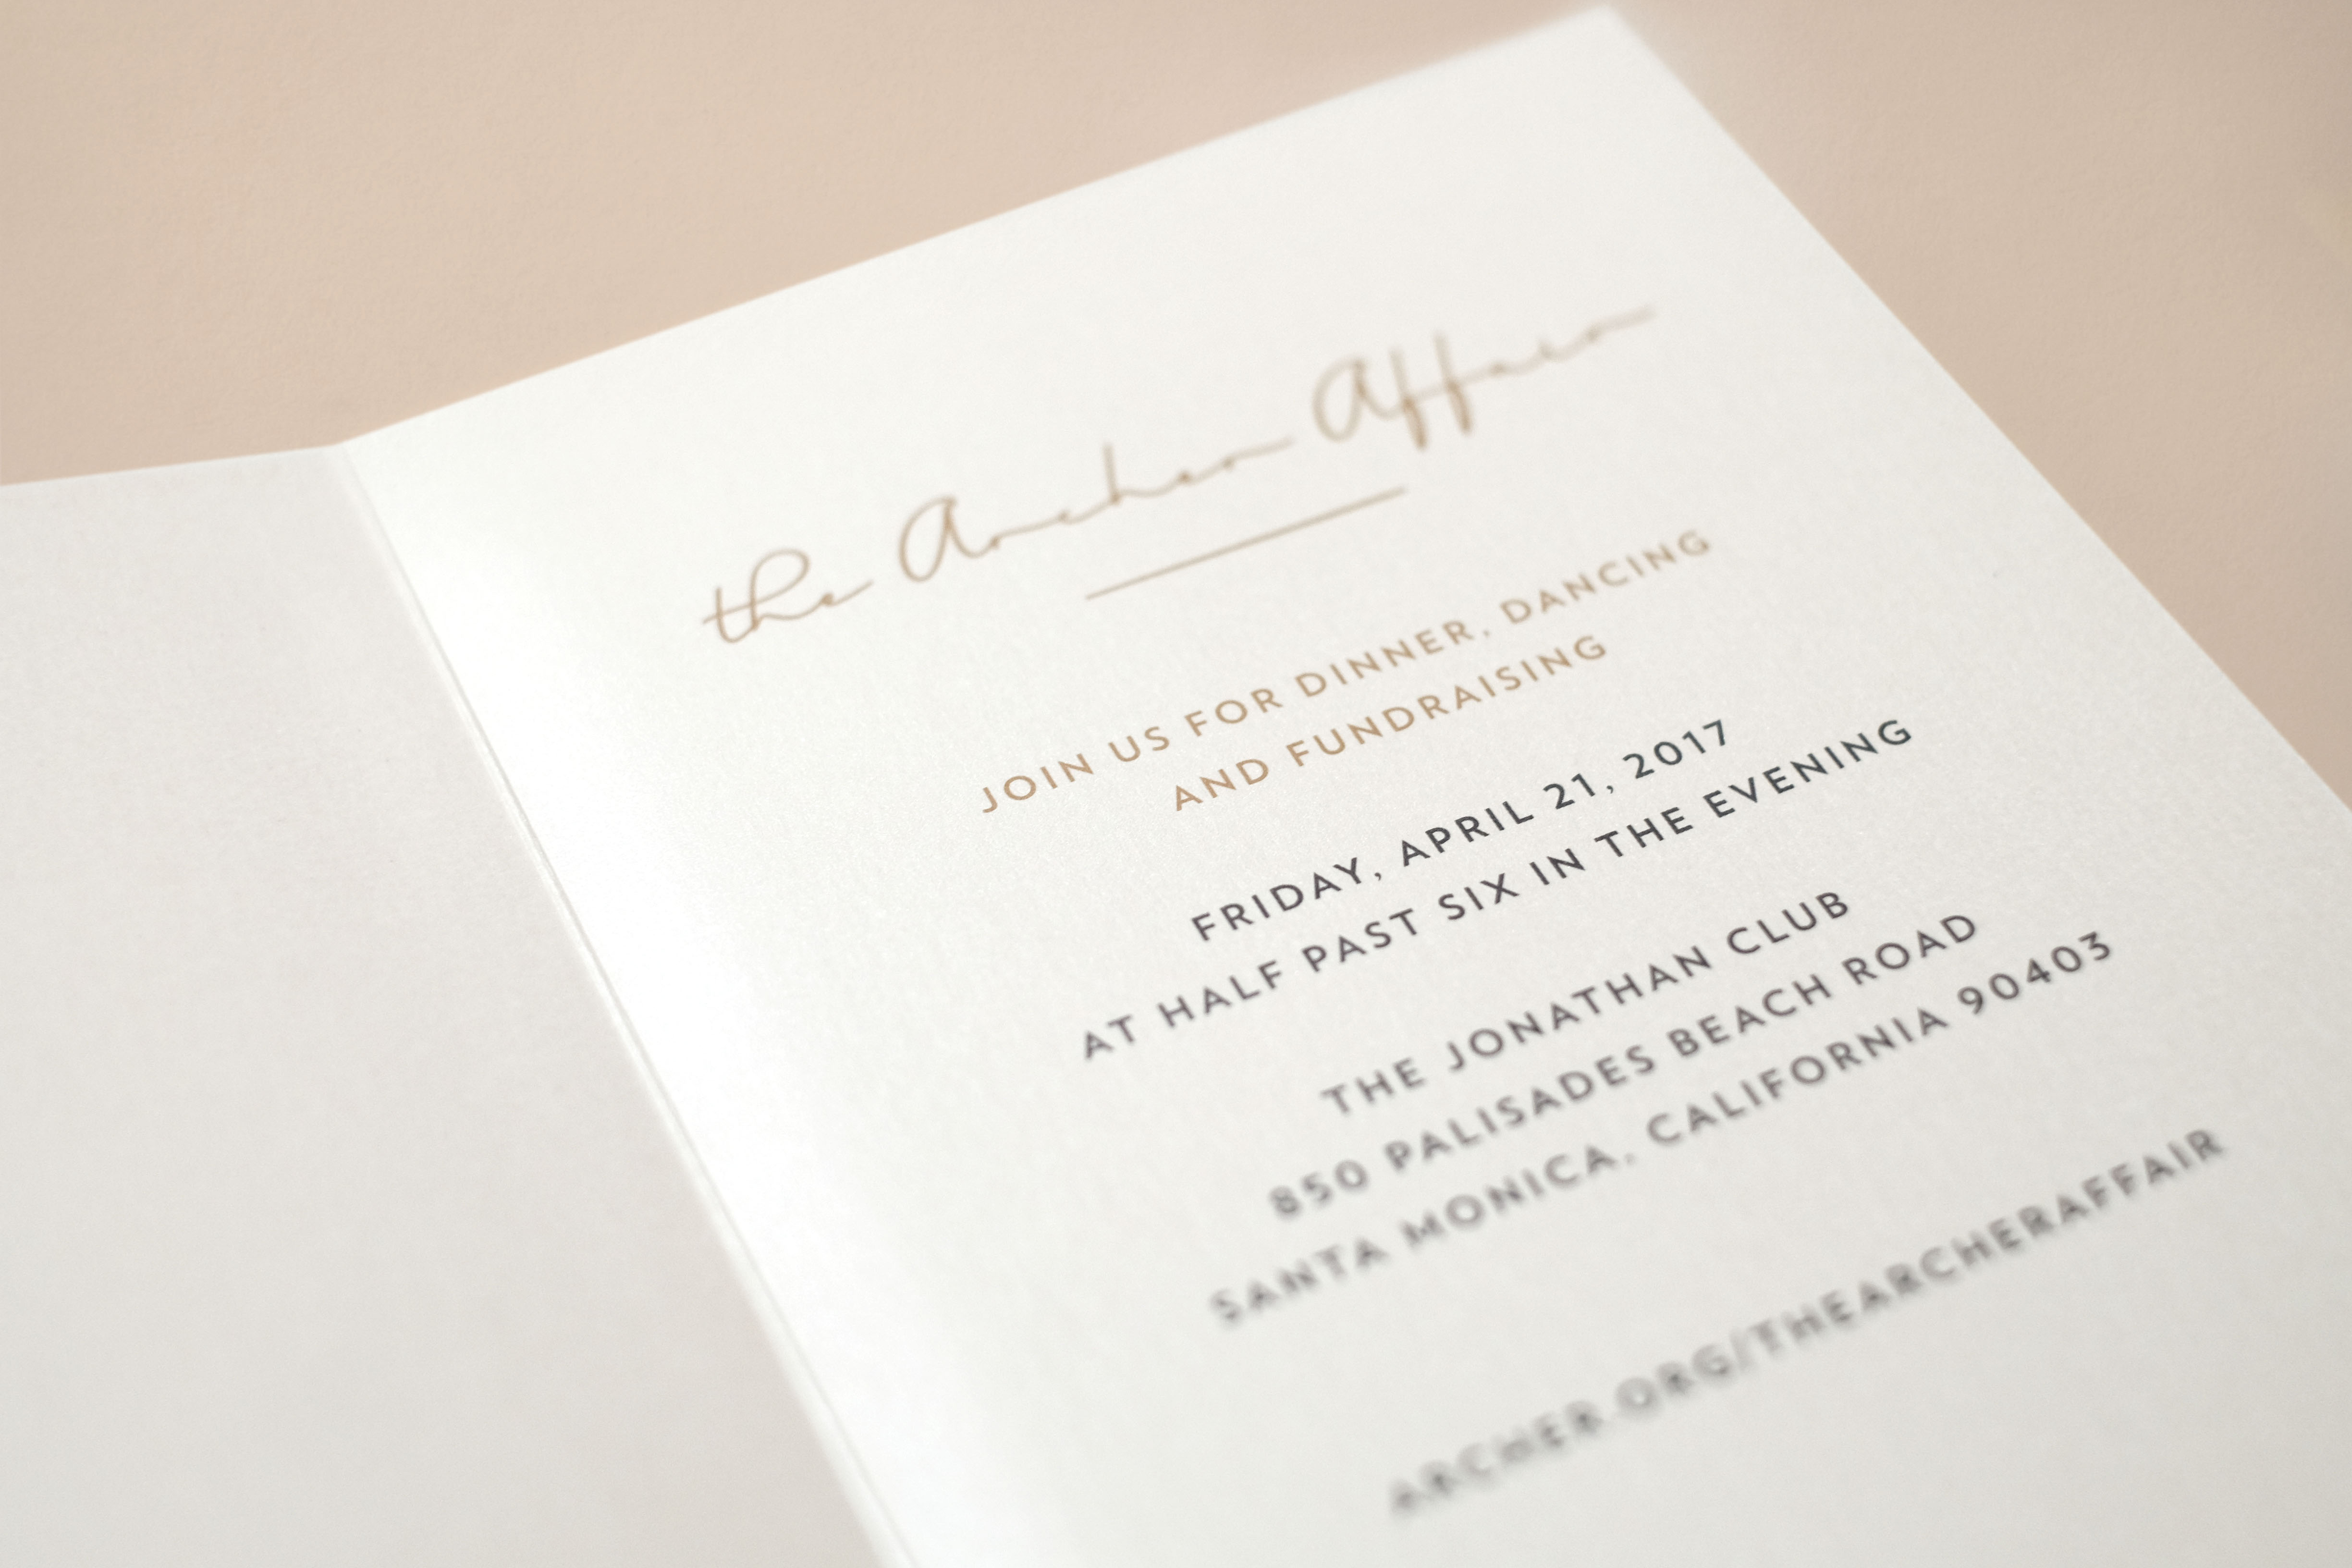 the Archer Affair
JOIN US FOR DINNER, DANCING
AND FUNDRAISING
FRIDAY, APRIL 21, 2017
AT HALF PAST SIX IN THE EVENING
THE JONATHAN CLUB
850 PALISADES BEACH ROAD
SANTA MONICA, CALIFORNIA 90403
ARCHER.ORG/THEARCHERAFFAIR